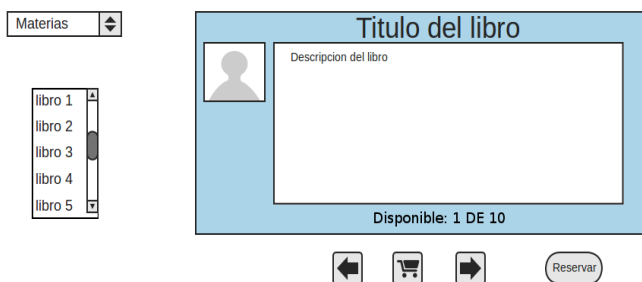 Materias
Titulo del libro
Descripcion del libro
libro 1
libro 2
libro 3
libro 4
libro 5
Disponible: 1 DE 10
Reservar